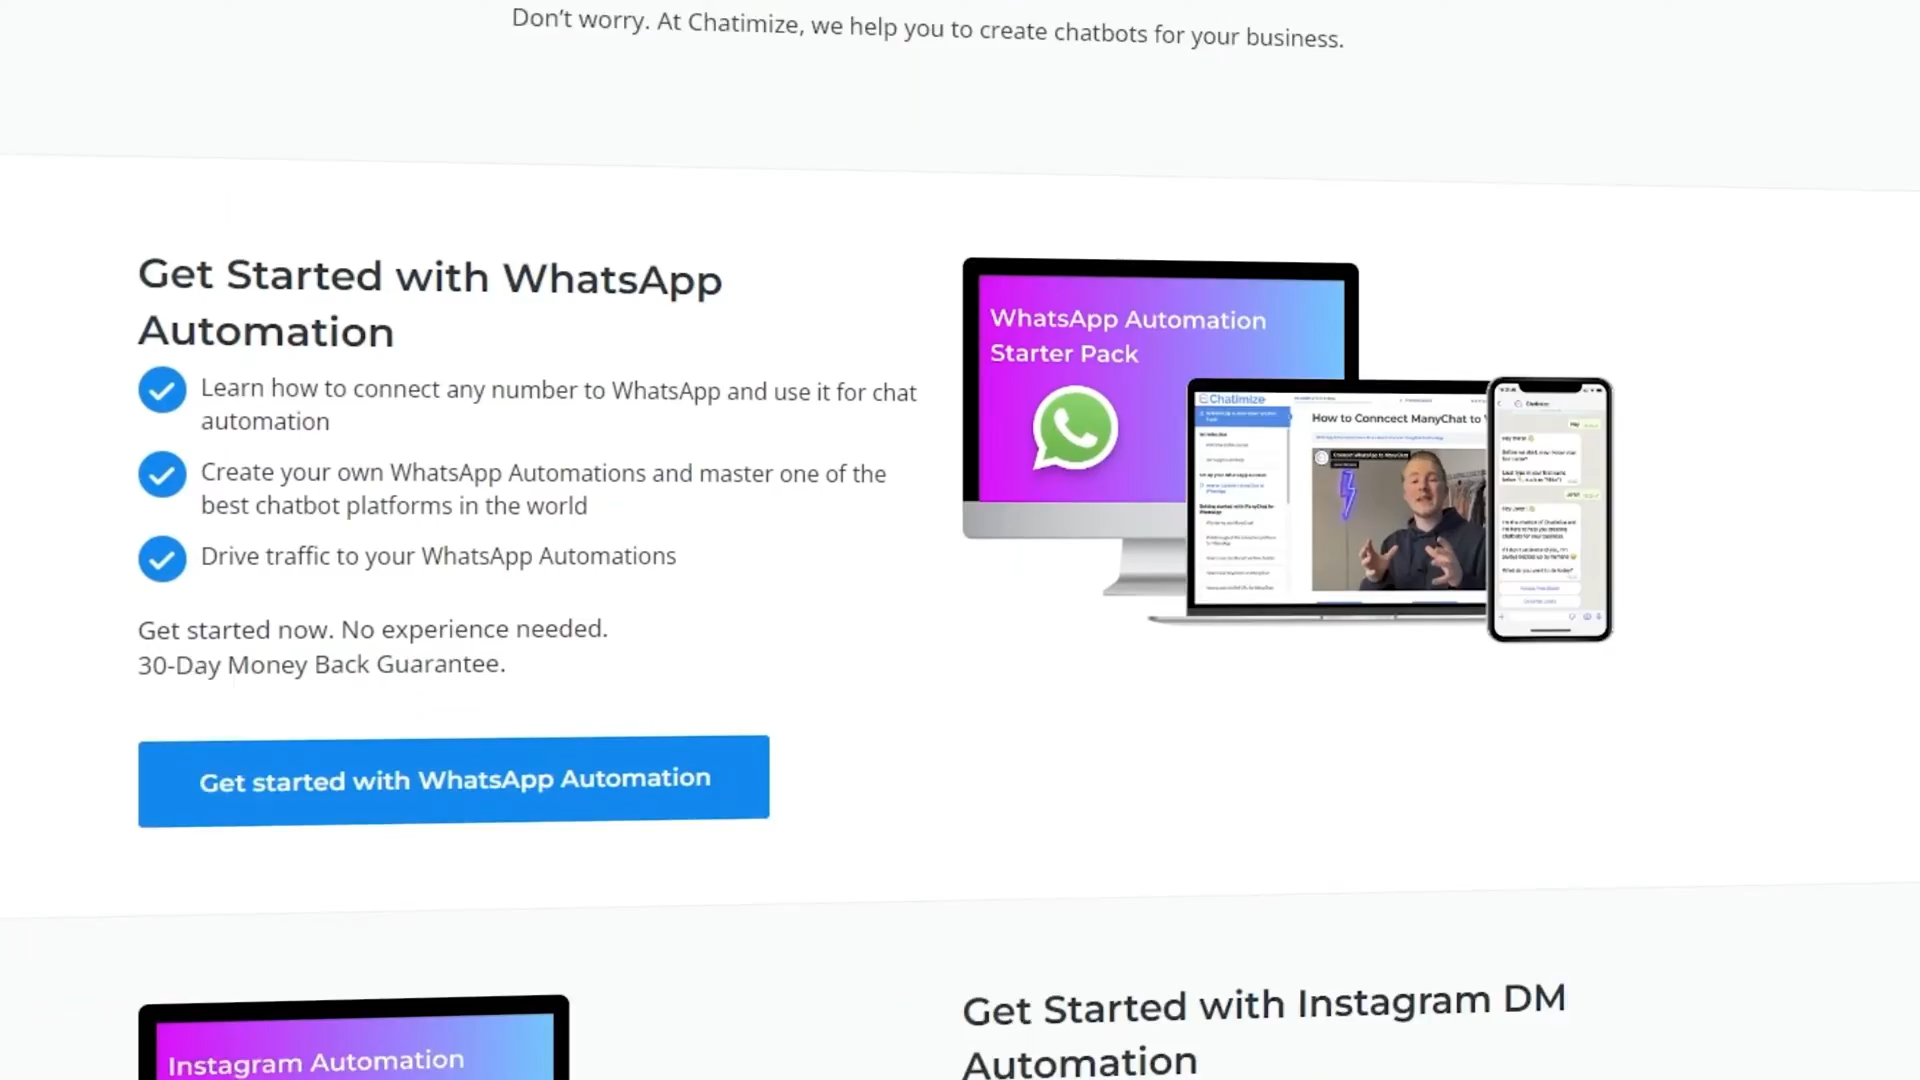 Don't worry. At Chatimize, we help you to create chatbots for your business.
Get Started with WhatsApp
Automation
Learn how to connect any number to WhatsApp and use it for chat
automation
Create your own WhatsApp Automations and master one of the
best chatbot platforms in the world
Drive traffic to your WhatsApp Automations
Get started now. No experience needed.
30-Day Money Back Guarantee.
Get started with WhatsApp Automation
WhatsApp Automation
Starter Pack
Chatimize
How to Conncect ManyChat to
Instagram Automation
Get Started with Instagram DM
Automation